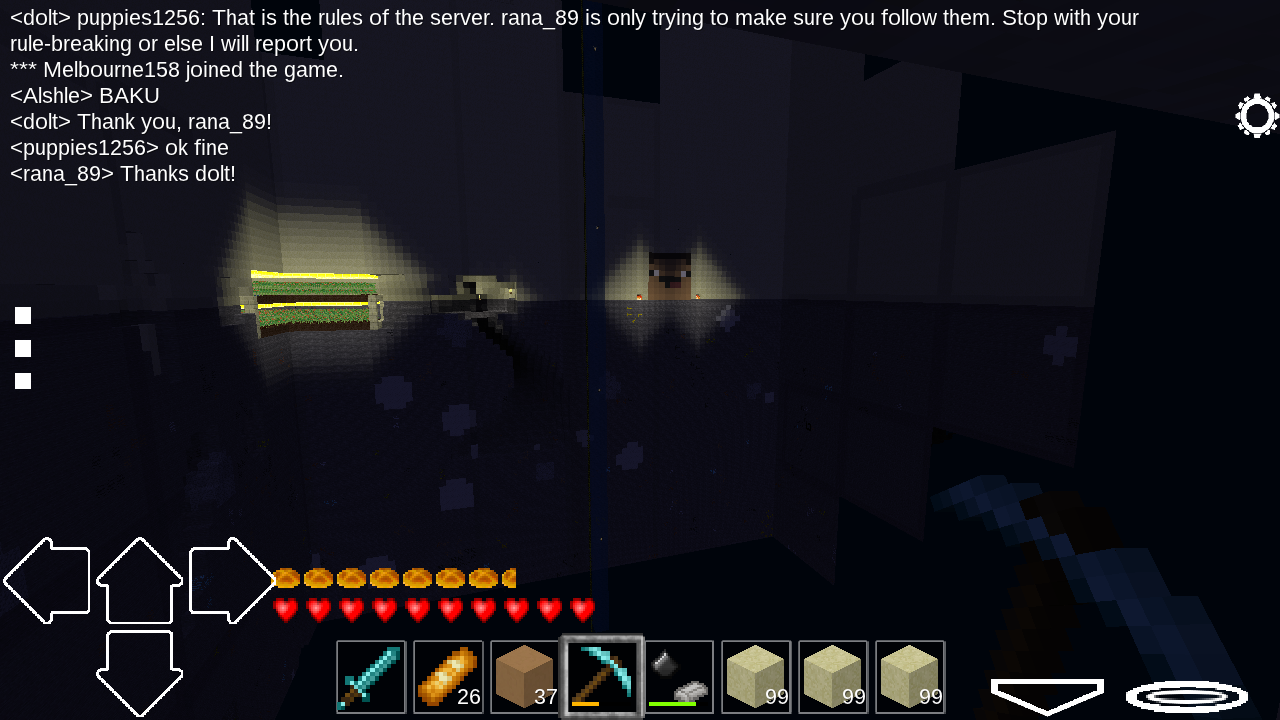 <dolt> puppies1256: That is the rules of the server. rana_89 is only trying to make sure you follow them. Stop with your
rule-breaking or else I will report you.
*** Melbourne158 joined the game.
<Alshle> BAKU
<dolt> Thank you, rana_89!
<puppies1256> ok fine
<rana_89> Thanks dolt!
26
37
99
99
99